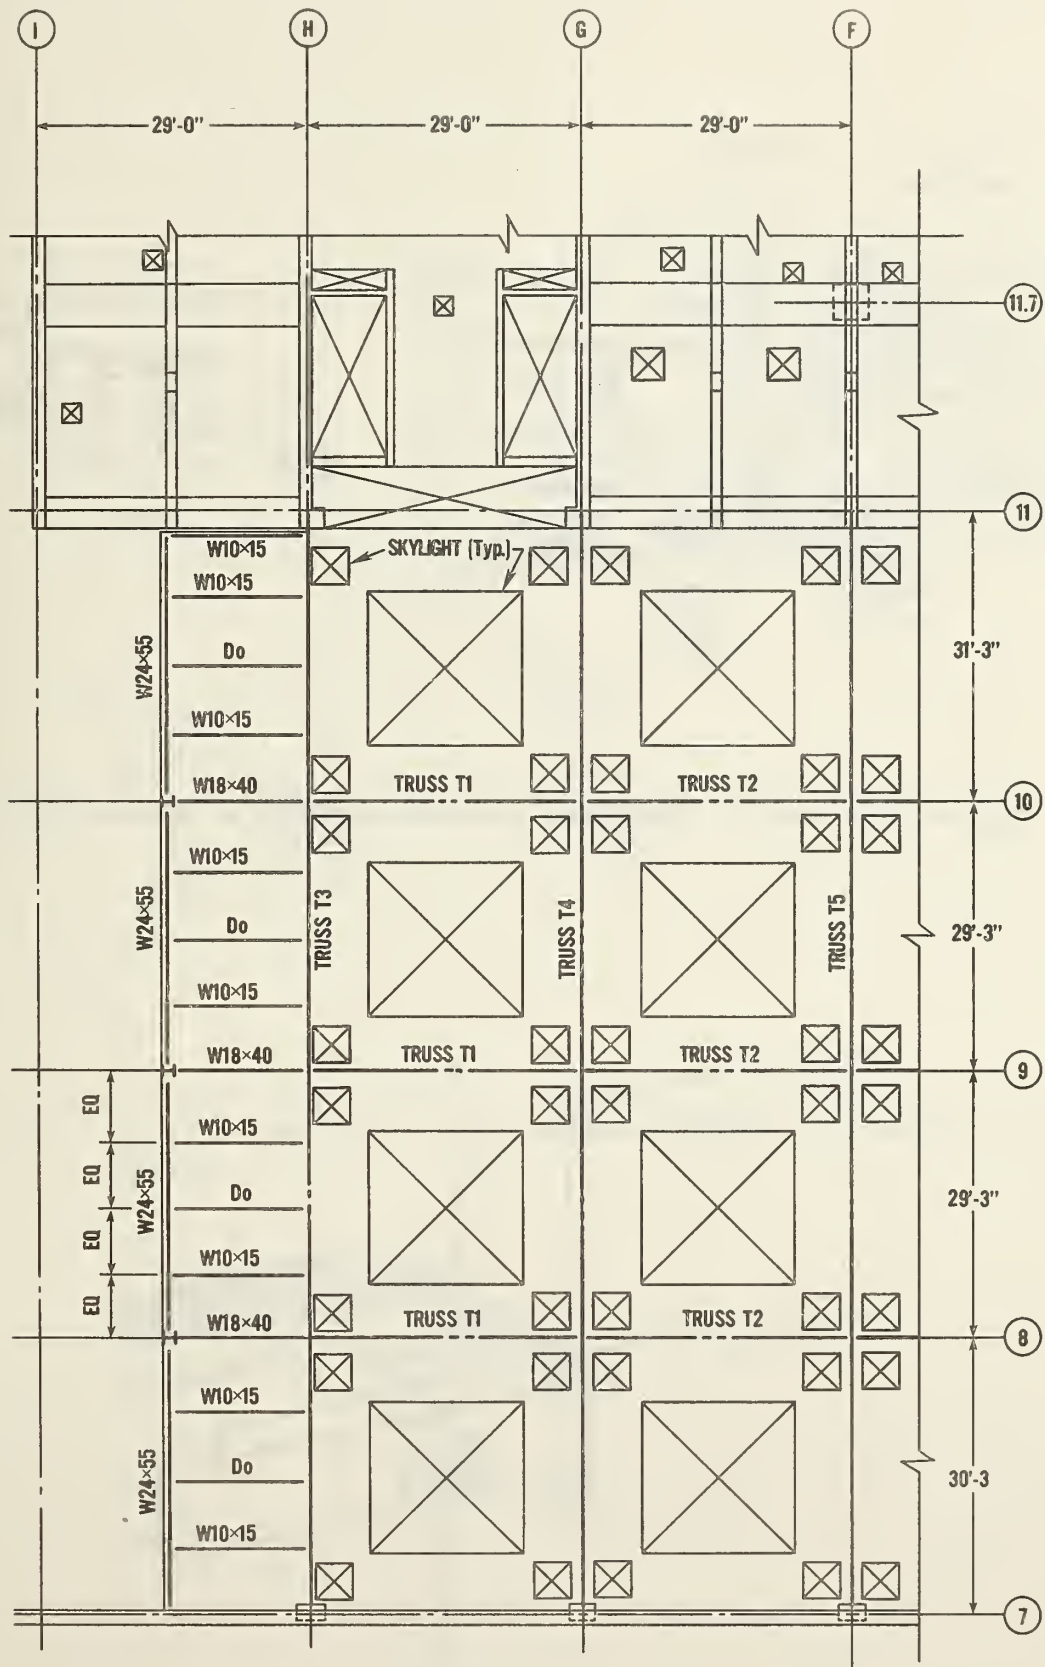 I H G F
29'-0" 29'-0" 29'-0"
11.7
11
W10×15
SKYLIGHT (Typ.)
W10×15
W24×55
Do
31'-3"
W10×15
W18×40
TRUSS T1
TRUSS T2
10
W10×15
W24×55
TRUSS T3
TRUSS T4
TRUSS T5
Do
29'-3"
W10×15
W18×40
TRUSS T1
TRUSS T2
9
EQ
W10×15
EQ
W24×55
Do
29'-3"
EQ
W10×15
EQ
W18×40
TRUSS T1
TRUSS T2
8
W10×15
W24×55
Do
30'-3
W10×15
7